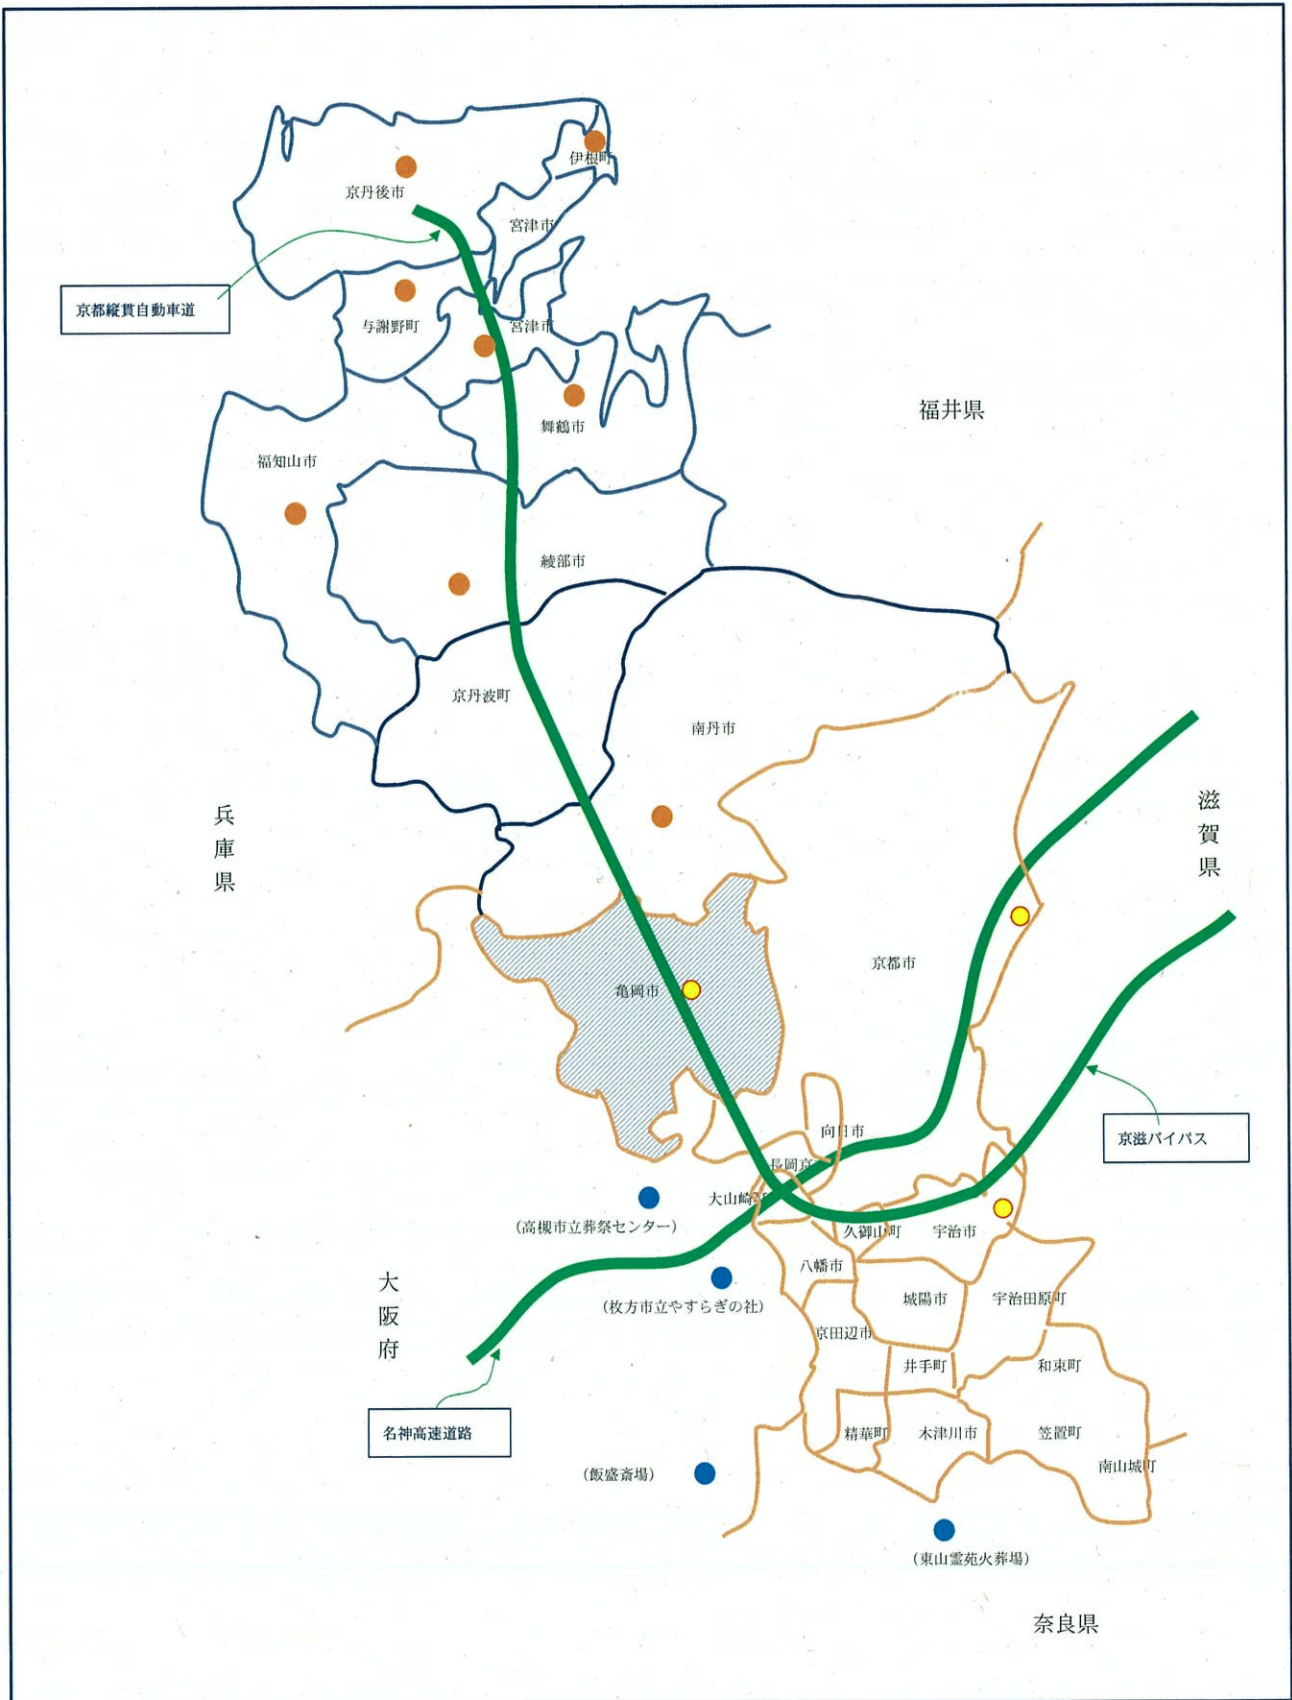 伊根町
京丹後市
宮津市
京都縦貫自動車道
与謝野町
宮津市
福井県
舞鶴市
福知山市
綾部市
京丹波町
南丹市
兵庫県
滋賀県
京都市
亀岡市
向日市
京滋バイパス
長岡京
大山崎町
(高槻市立葬祭センター)
久御山町
宇治市
八幡市
大阪府
(枚方市立やすらぎの社)
城陽市
宇治田原町
京田辺市
井手町
和束町
名神高速道路
精華町
木津川市
笠置町
南山城町
(飯盛斎場)
(東山霊苑火葬場)
奈良県